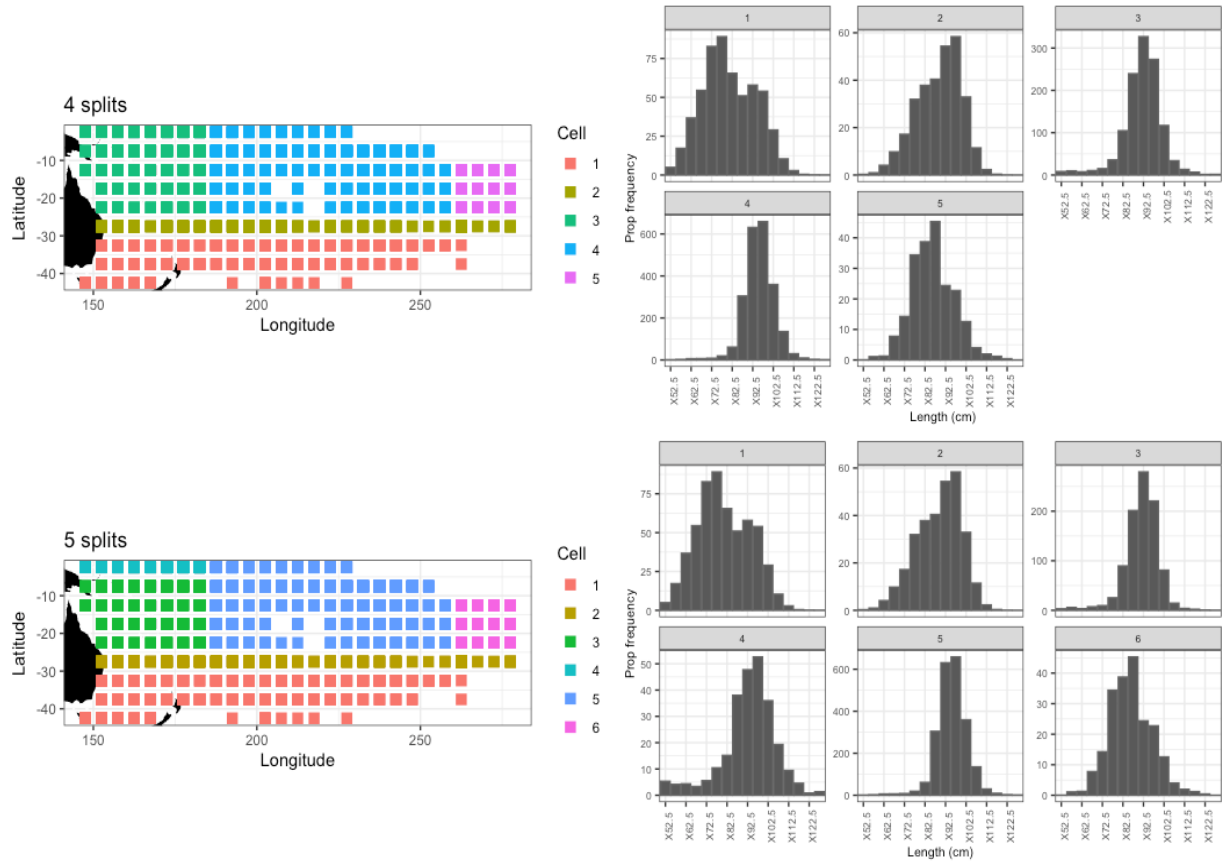 4 splits
Latitude
-10
-20
-30
-40
150
200
250
Longitude
Cell
1
2
3
4
5
Prop frequency
1
2
3
75
50
25
0
60
40
20
0
300
200
100
0
4
5
600
400
200
0
40
30
20
10
0
X52.5
X62.5
X72.5
X82.5
X92.5
X102.5
X112.5
X122.5
X52.5
X62.5
X72.5
X82.5
X92.5
X102.5
X112.5
X122.5
X52.5
X62.5
X72.5
X82.5
X92.5
X102.5
X112.5
X122.5
Length (cm)
5 splits
Latitude
-10
-20
-30
-40
150
200
250
Longitude
Cell
1
2
3
4
5
6
Prop frequency
1
2
3
75
50
25
0
60
40
20
0
200
100
0
4
5
6
50
40
30
20
10
0
600
400
200
0
40
30
20
10
0
X52.5
X62.5
X72.5
X82.5
X92.5
X102.5
X112.5
X122.5
X52.5
X62.5
X72.5
X82.5
X92.5
X102.5
X112.5
X122.5
X52.5
X62.5
X72.5
X82.5
X92.5
X102.5
X112.5
X122.5
Length (cm)